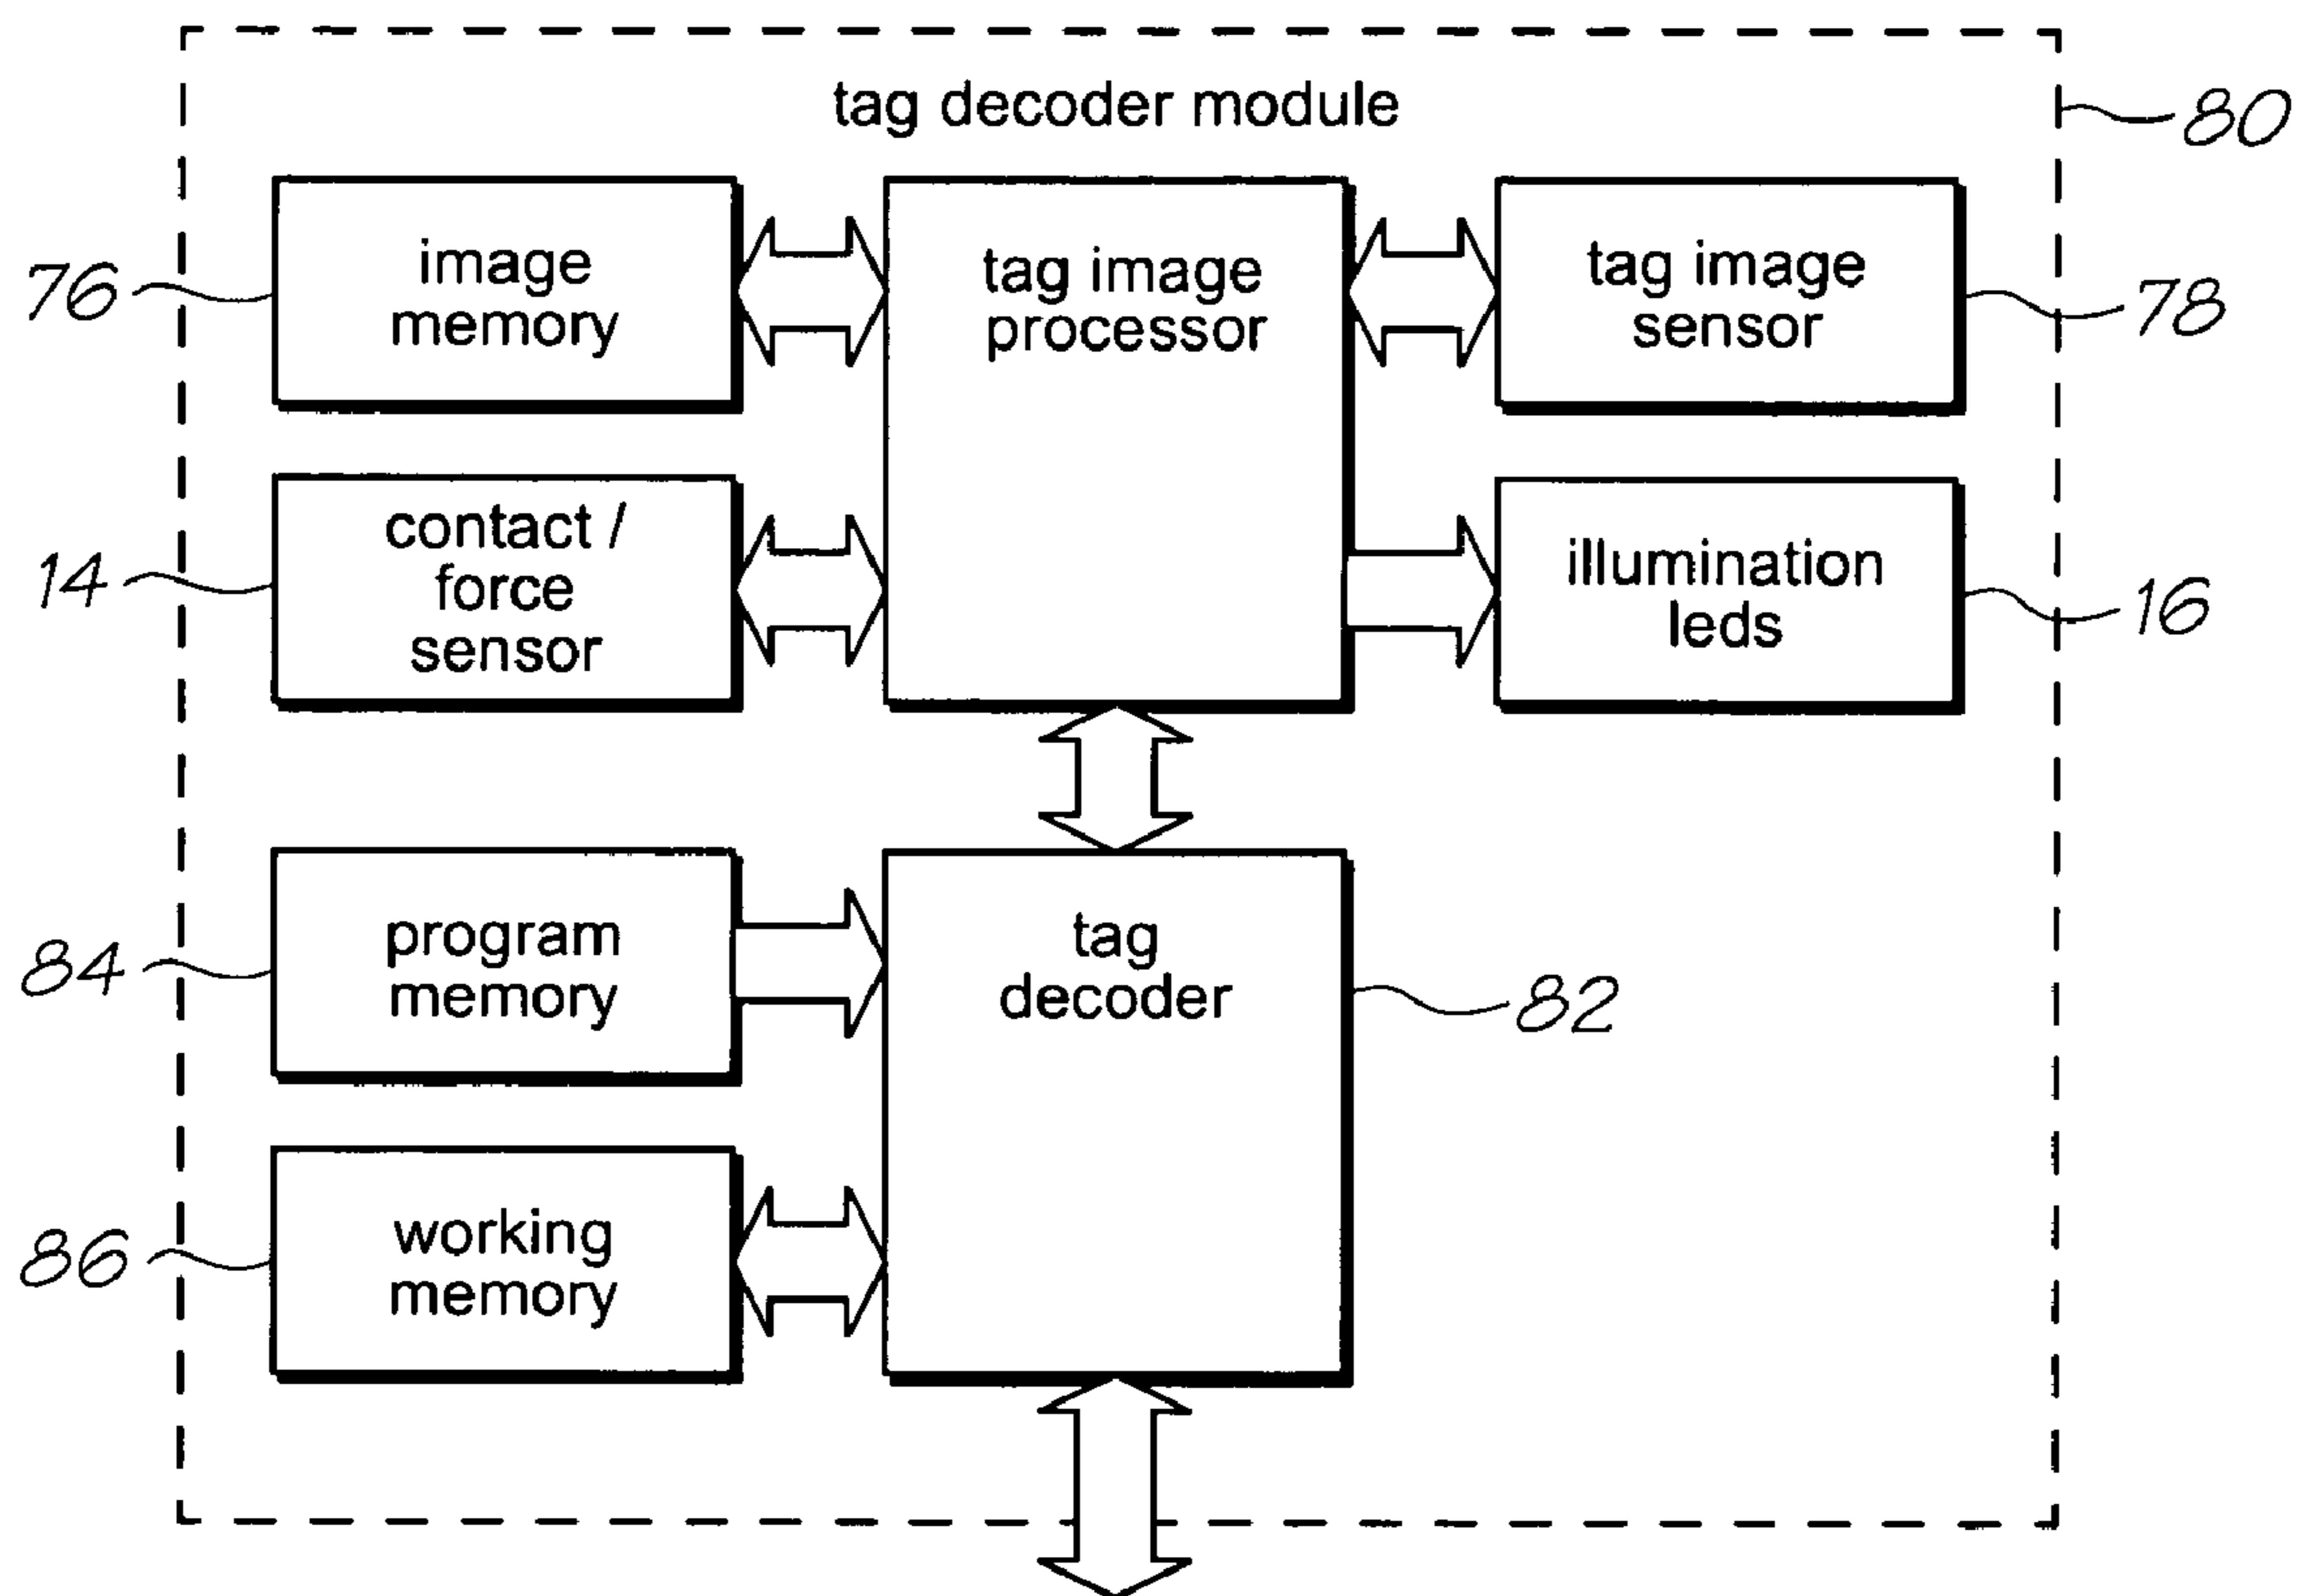 tag decoder module
80
image
memory
76
tag image
processor
tag image
sensor
78
contact /
force
sensor
14
illumination
leds
16
program
memory
84
tag
decoder
82
working
memory
86